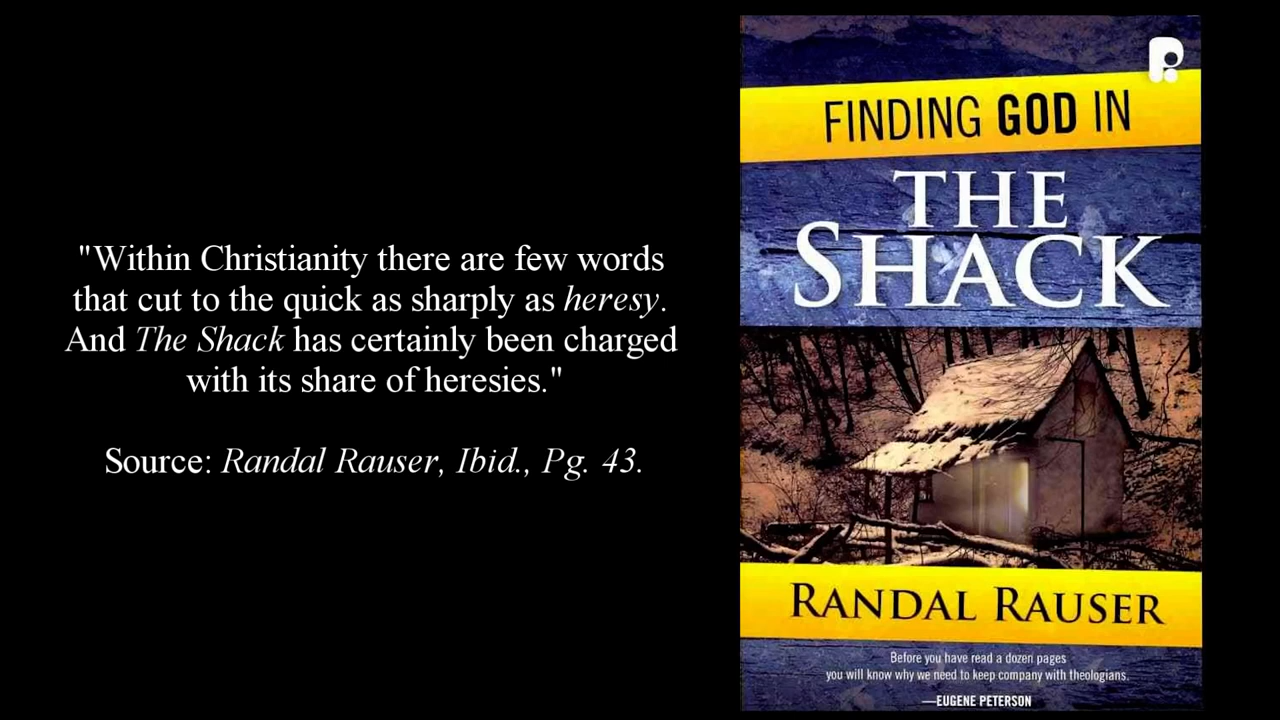 "Within Christianity there are few words
that cut to the quick as sharply as heresy.
And The Shack has certainly been charged
with its share of heresies."
Source: Randal Rauser, Ibid., Pg. 43.
FINDING GOD IN
THE
SHACK
RANDAL RAUSER
Before you have read a dozen pages
you will know why we need to keep company with theologians.
—EUGENE PETERSON